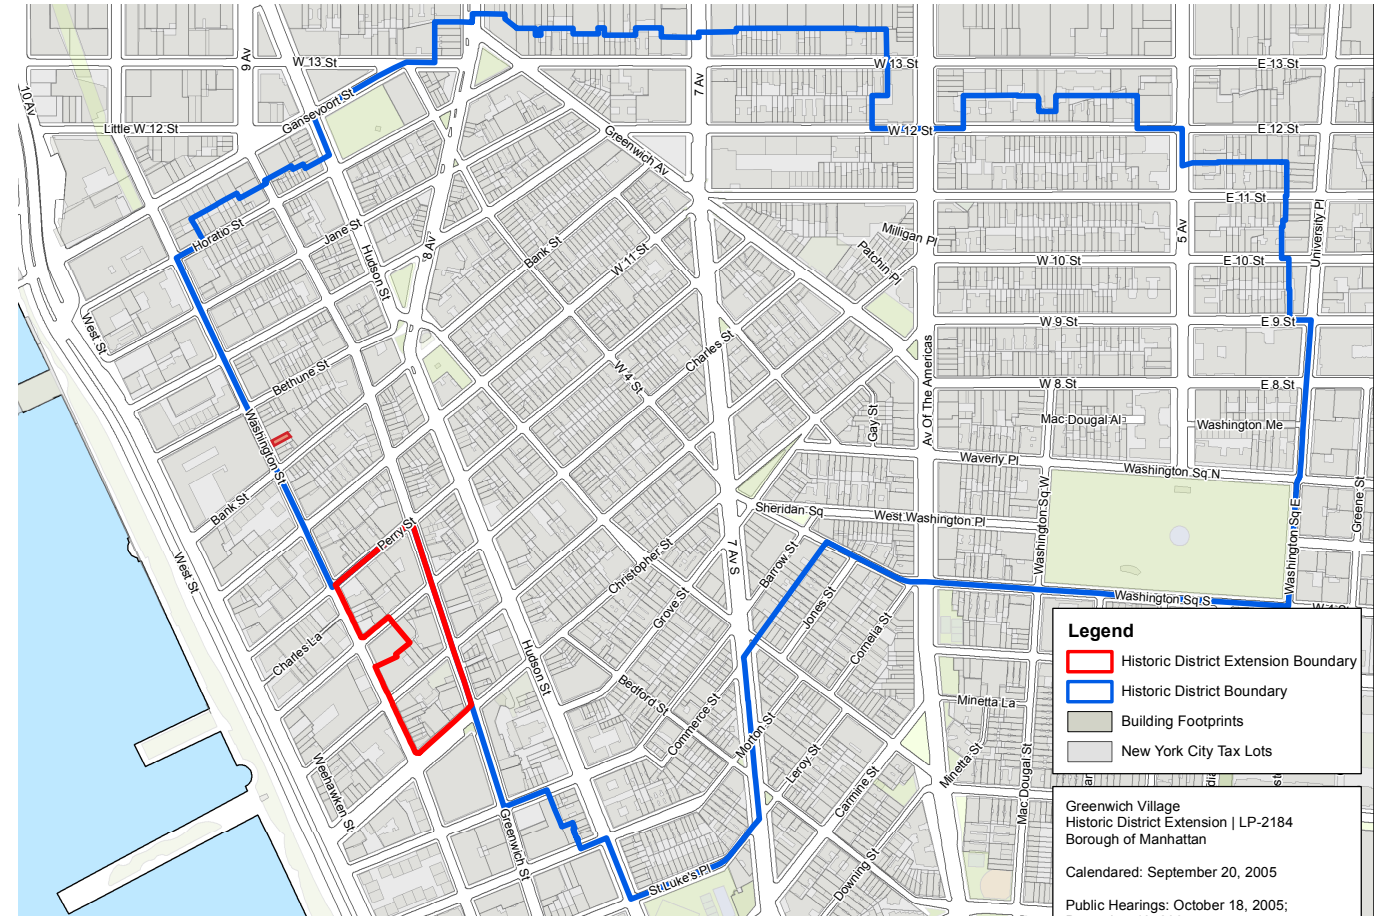 9 Av
W 13 St
10 Av
Gansevoort St
Little W 12 St
7 Av
W 13 St
E 13 St
W 12 St
E 12 St
Greenwich Av
E 11 St
University Pl
5 Av
Horatio St
Jane St
Hudson St
8 Av
Bank St
W 11 St
Milligan Pl
Patchin Pl
W 10 St
E 10 St
West St
W 9 St
E 9 St
Charles St
W 4 St
Av Of The Americas
Bethune St
W 8 St
E 8 St
Gay St
Mac Dougal Al
Washington Me
Washington St
Waverly Pl
Washington Sq N
Washington Sq W
Bank St
Sheridan Sq
West Washington Pl
Washington Sq E
Greene St
Perry St
7 Av S
Barrow St
Christopher St
West St
Grove St
Jones St
Cornelia St
Washington Sq S
Charles La
Hudson St
Bedford St
Commerce St
Morton St
Minetta La
Leroy St
Minetta St
Carmine St
Mac Dougal St
Weehawken St
Greenwich St
St Luke's Pl
Downing St
Legend
Historic District Extension Boundary
Historic District Boundary
Building Footprints
New York City Tax Lots
Greenwich Village
Historic District Extension | LP-2184
Borough of Manhattan
Calendared: September 20, 2005
Public Hearings: October 18, 2005;